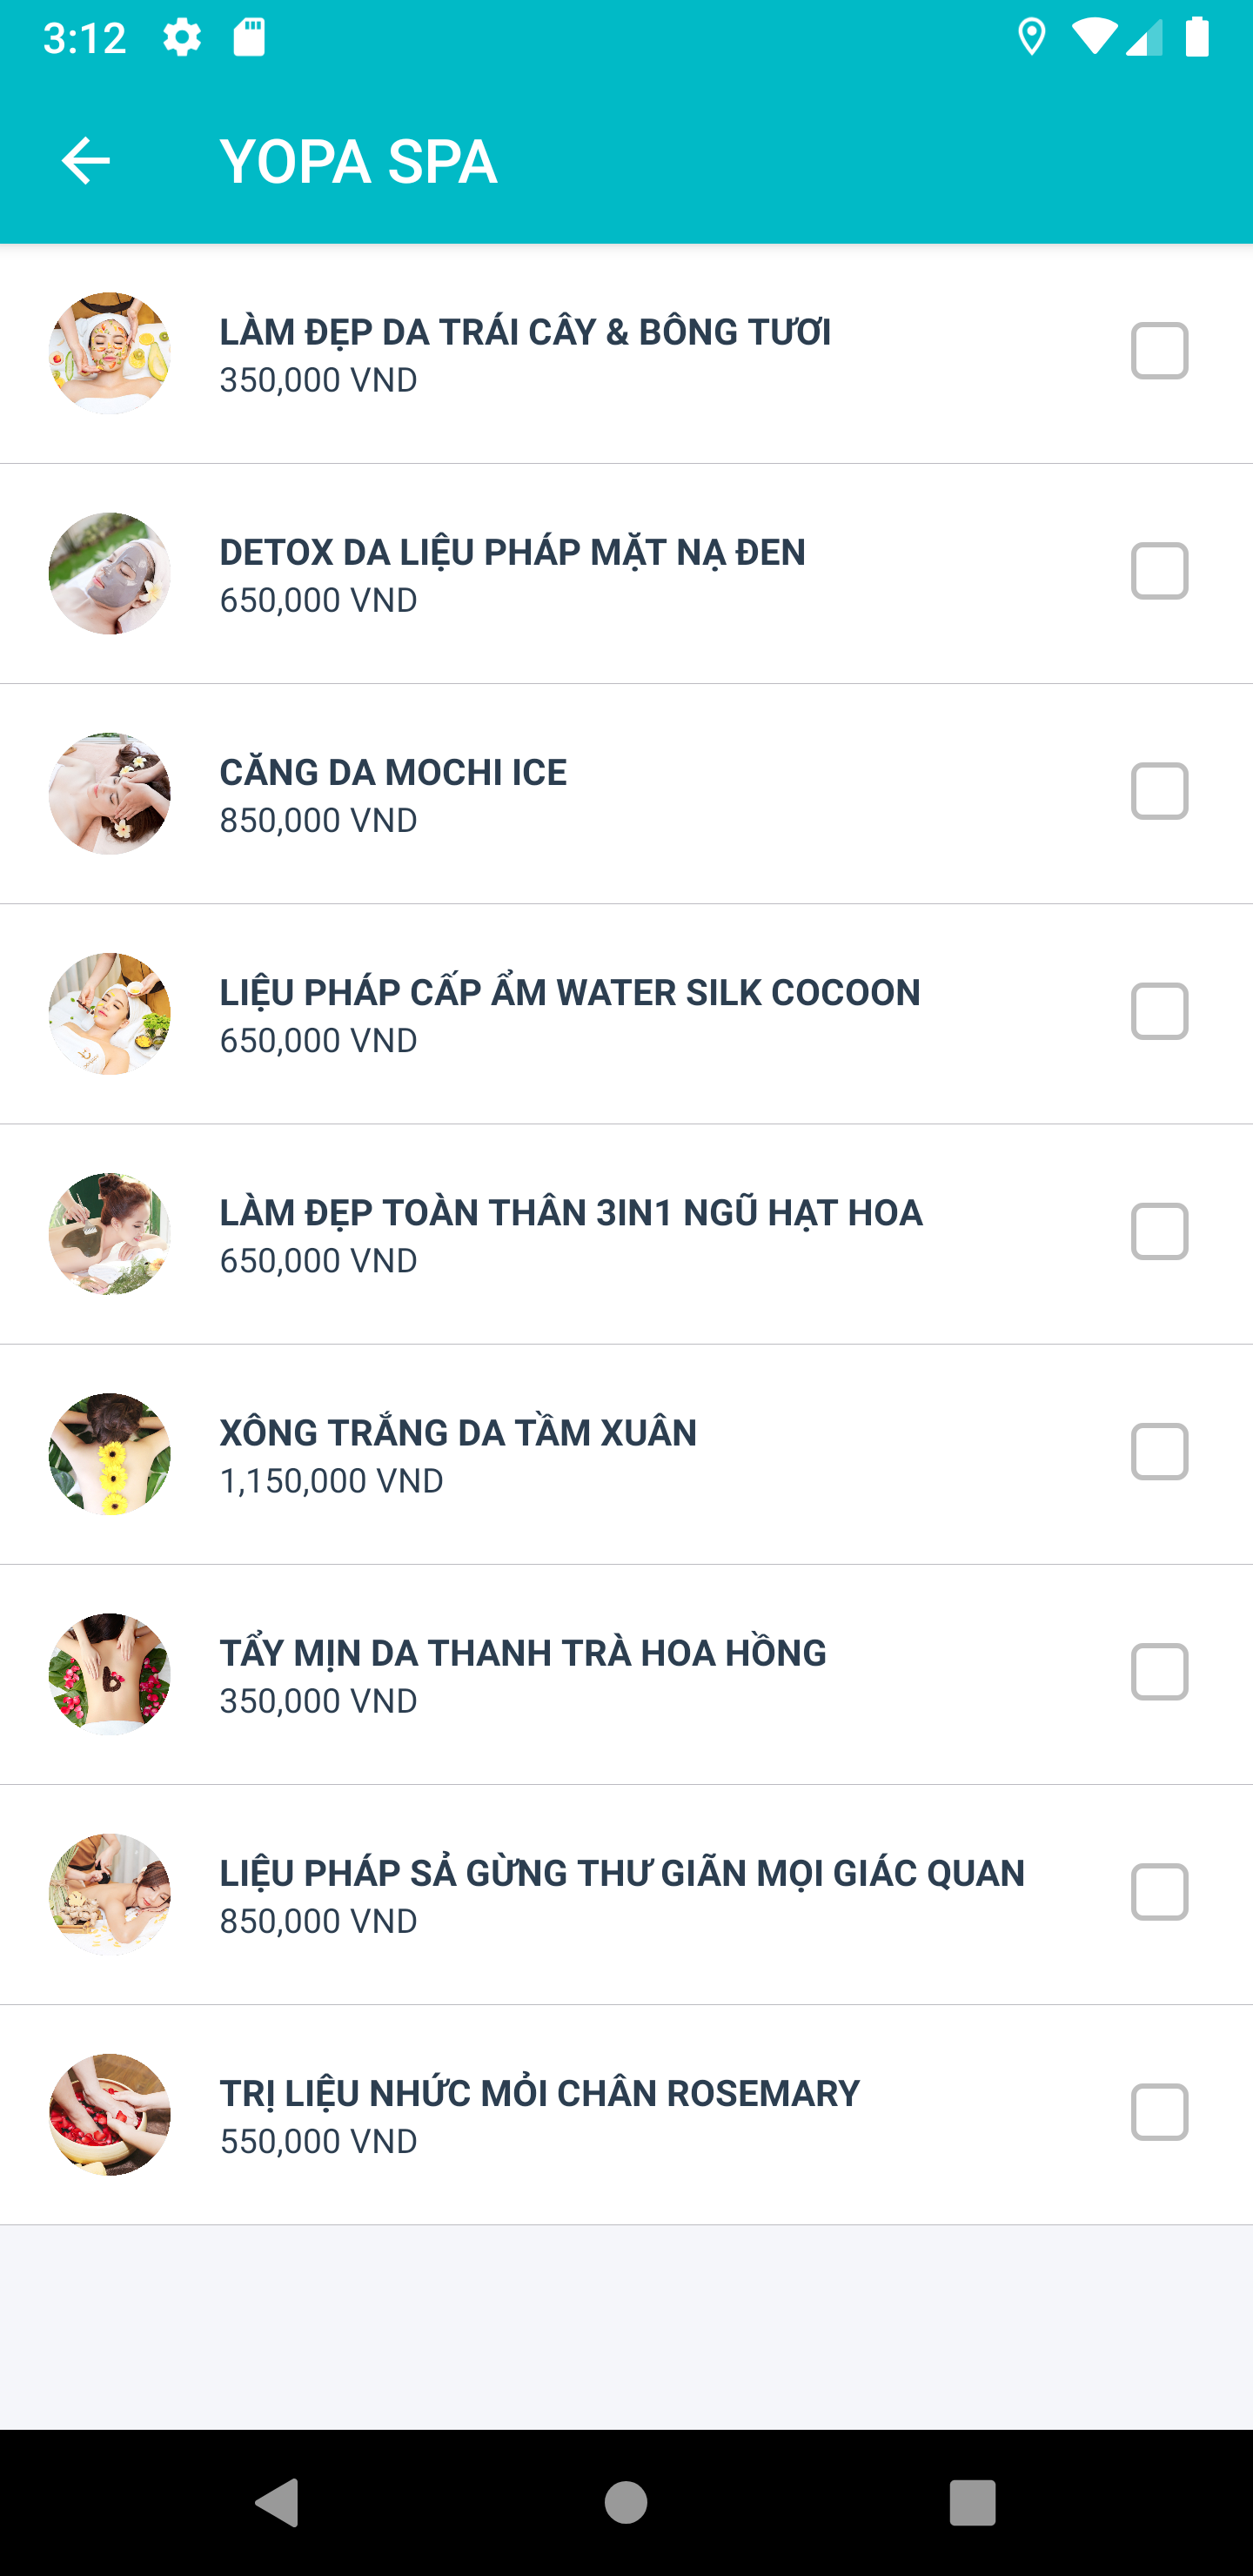 3:12
YOPA SPA
LÀM ĐẸP DA TRÁI CÂY & BÔNG TƯƠI
350,000 VND
DETOX DA LIỆU PHÁP MẶT NẠ ĐEN
650,000 VND
CĂNG DA MOCHI ICE
850,000 VND
LIỆU PHÁP CẤP ẨM WATER SILK COCOON
650,000 VND
LÀM ĐẸP TOÀN THÂN 3IN1 NGŨ HẠT HOA
650,000 VND
XÔNG TRẮNG DA TẦM XUÂN
1,150,000 VND
TẨY MỊN DA THANH TRÀ HOA HỒNG
350,000 VND
LIỆU PHÁP SẢ GỪNG THƯ GIÃN MỌI GIÁC QUAN
850,000 VND
TRỊ LIỆU NHỨC MỎI CHÂN ROSEMARY
550,000 VND